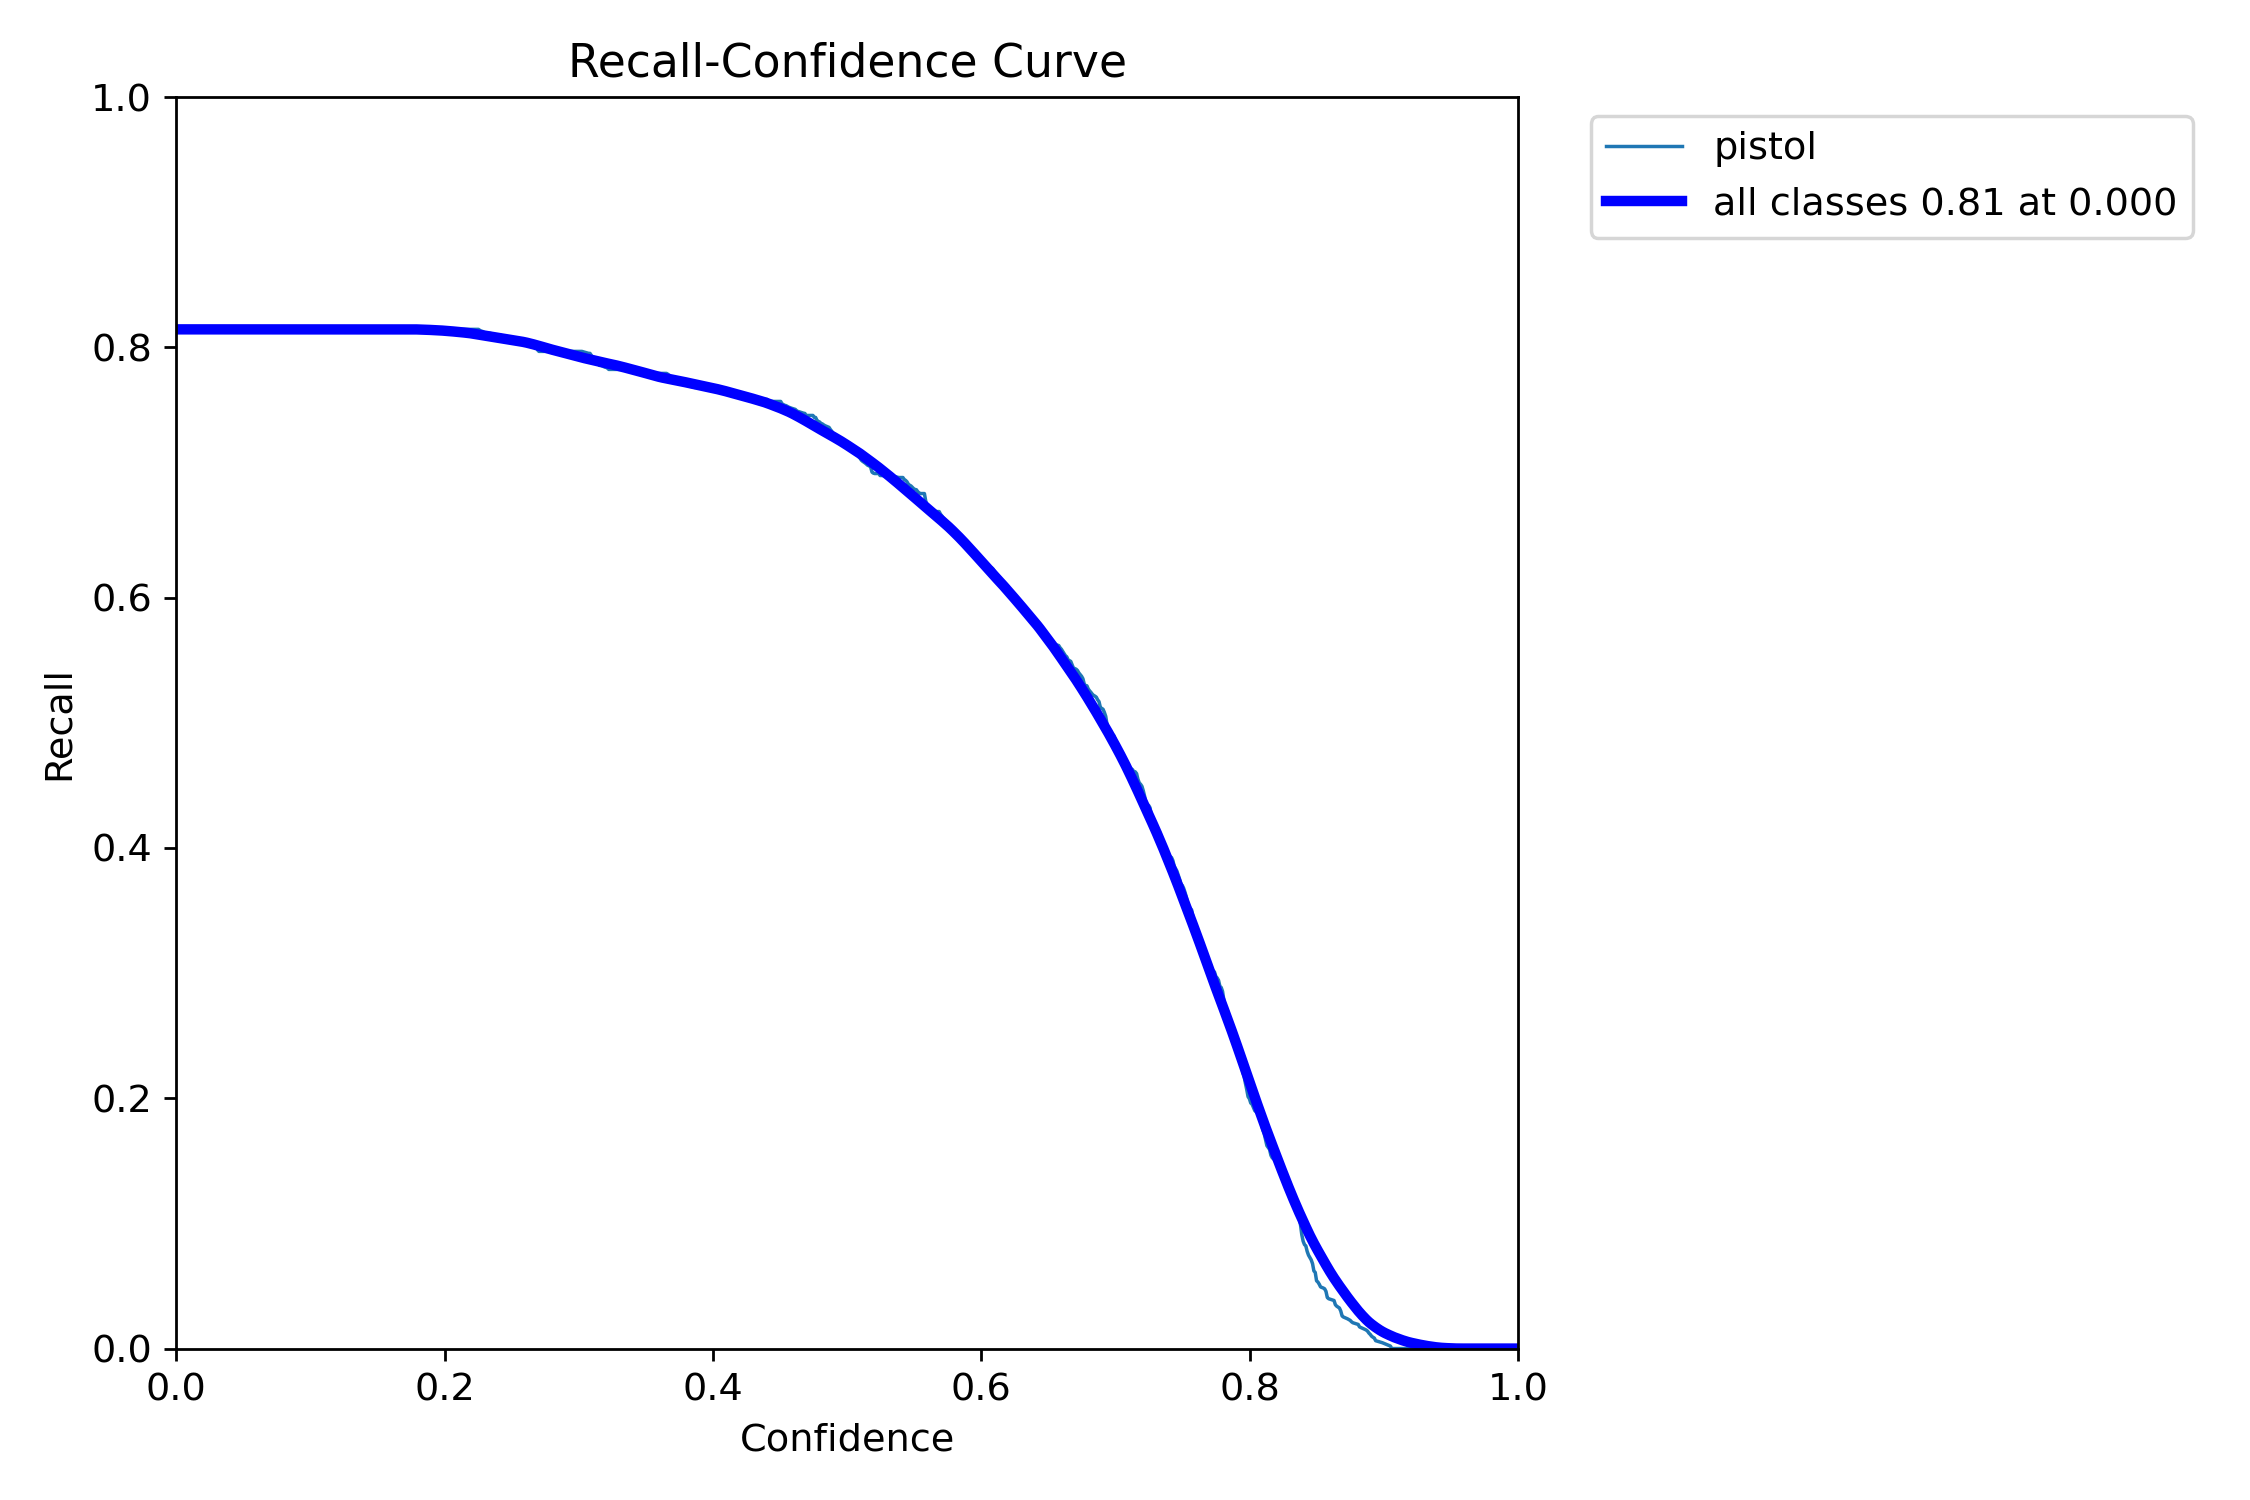 Recall-Confidence Curve
1.0
0.8
0.6
0.4
0.2
0.0
Recall
0.0 0.2 0.4 0.6 0.8 1.0
Confidence
pistol
all classes 0.81 at 0.000